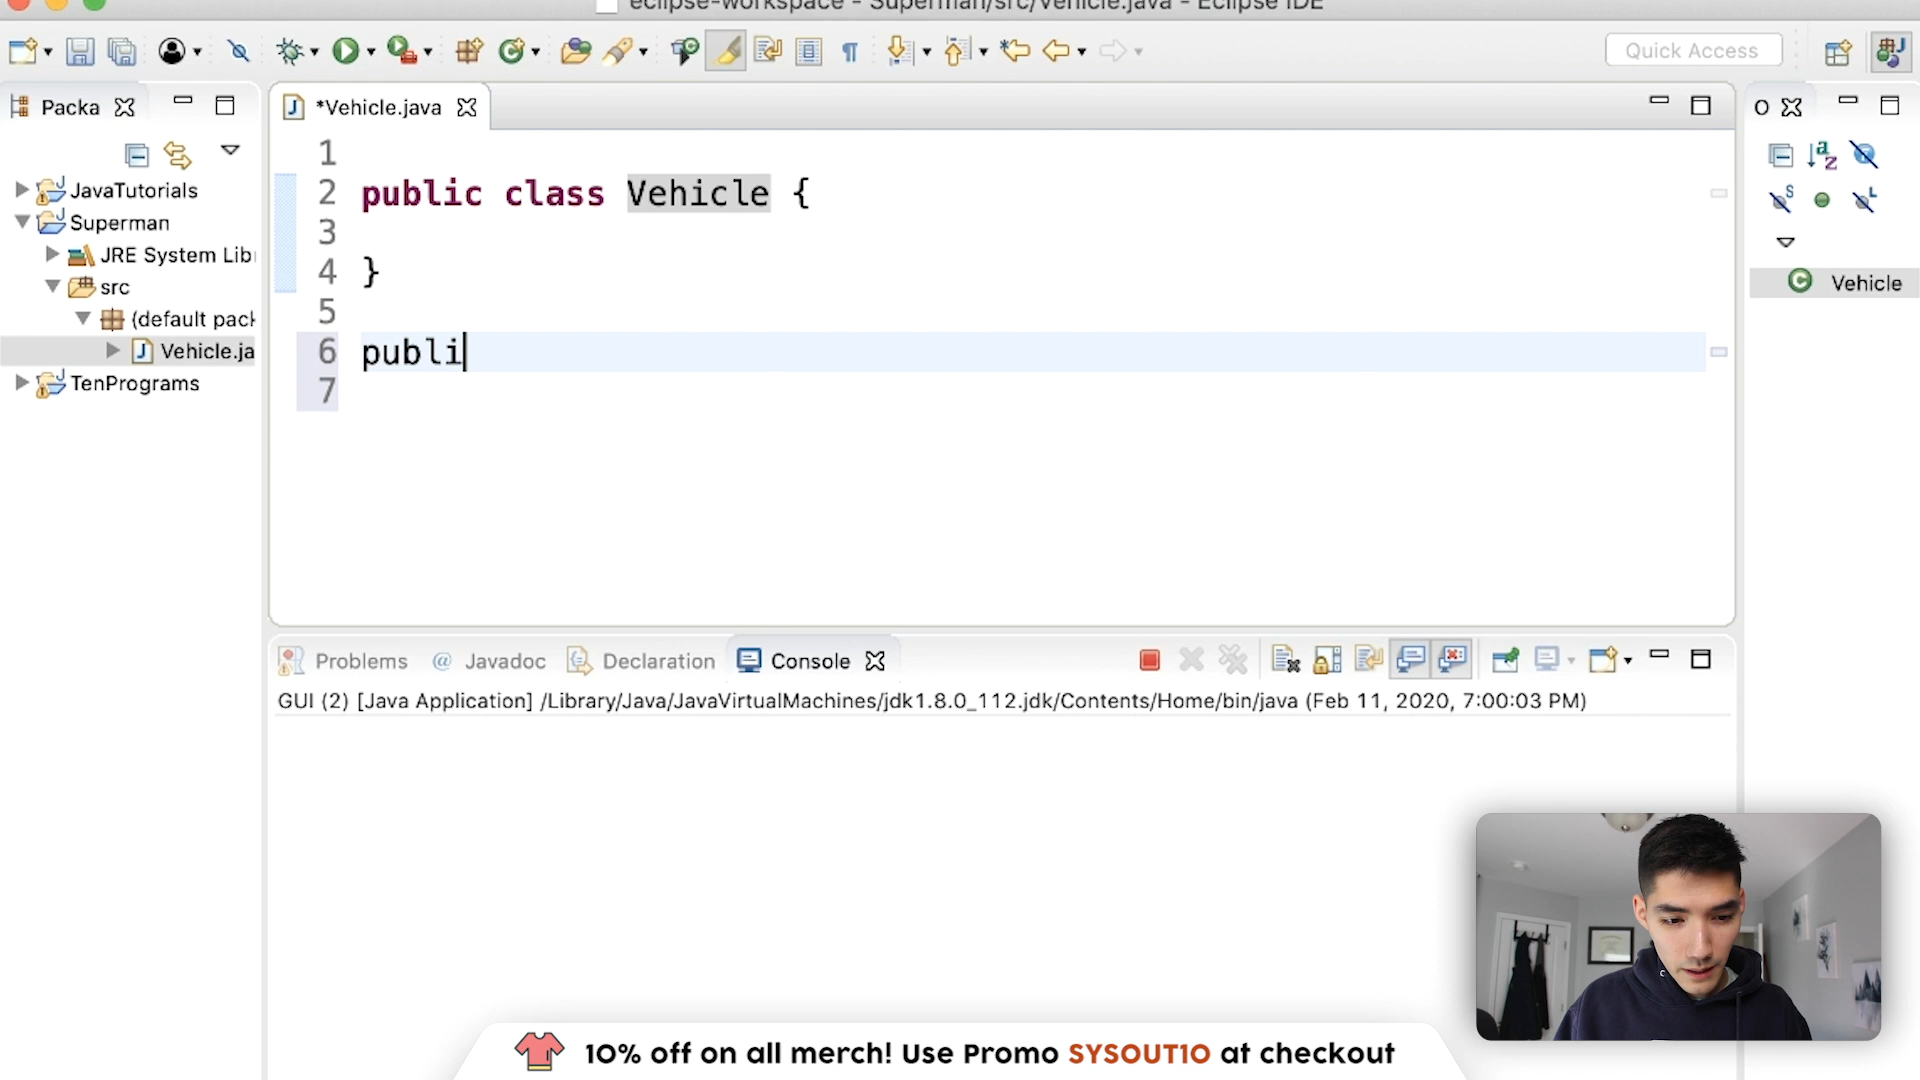 eclipse-workspace - Superman/src/Vehicle.java - Eclipse IDE
Quick Access
Packa
*Vehicle.java
O
JavaTutorials
Superman
JRE System Lib
src
(default pack
Vehicle.ja
TenPrograms
1
2 public class Vehicle {
3
4 }
5
6 publi
7
Vehicle
Problems @ Javadoc Declaration Console
GUI (2) [Java Application] /Library/Java/JavaVirtualMachines/jdk1.8.0_112.jdk/Contents/Home/bin/java (Feb 11, 2020, 7:00:03 PM)
10% off on all merch! Use Promo SYSOUT10 at checkout